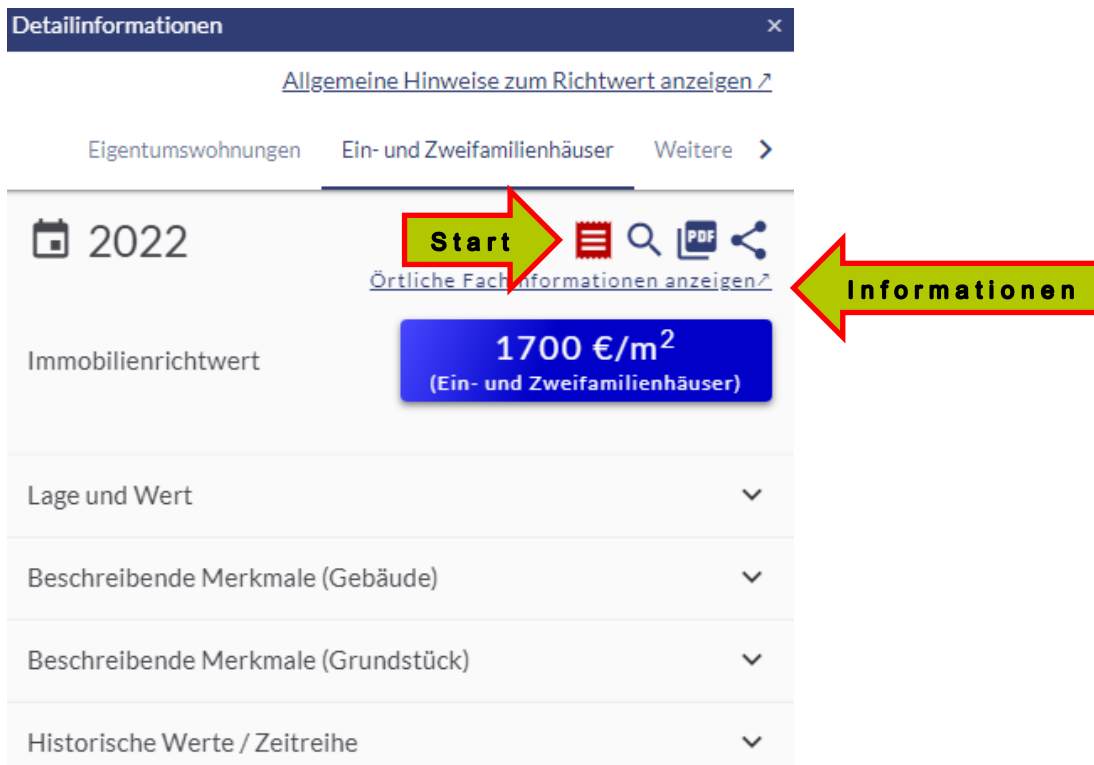 Detailinformationen ×
Allgemeine Hinweise zum Richtwert anzeigen ↗
Eigentumswohnungen Ein- und Zweifamilienhäuser Weitere
2022
Start
PDF
Örtliche Fachinformationen anzeigen↗
Informationen
Immobilienrichtwert
1700 €/m²
(Ein- und Zweifamilienhäuser)
Lage und Wert
Beschreibende Merkmale (Gebäude)
Beschreibende Merkmale (Grundstück)
Historische Werte / Zeitreihe